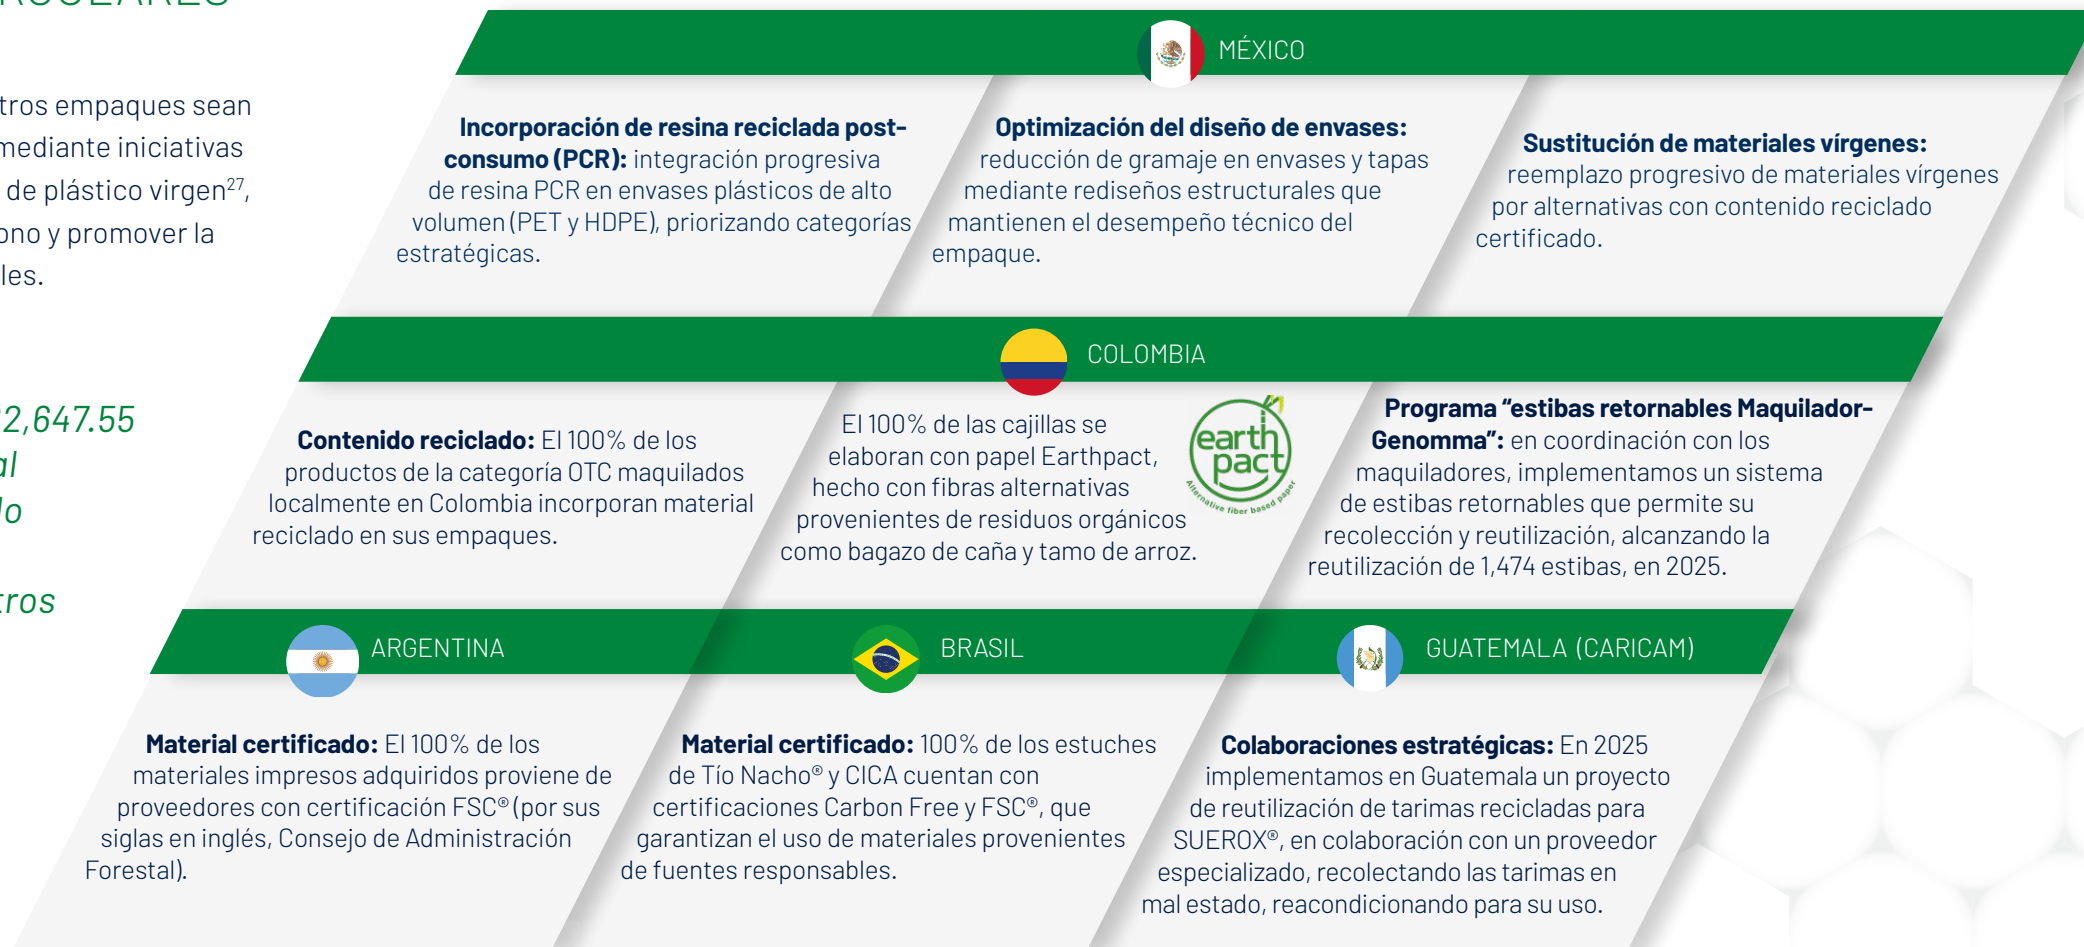 tros empaques sean
mediante iniciativas
de plástico virgen27,
ono y promover la
les.
2,647.55
al
lo
tros
MÉXICO
Incorporación de resina reciclada post-
consumo (PCR): integración progresiva
de resina PCR en envases plásticos de alto
volumen (PET y HDPE), priorizando categorías
estratégicas.
Optimización del diseño de envases:
reducción de gramaje en envases y tapas
mediante rediseños estructurales que
mantienen el desempeño técnico del
empaque.
Sustitución de materiales vírgenes:
reemplazo progresivo de materiales vírgenes
por alternativas con contenido reciclado
certificado.
COLOMBIA
Contenido reciclado: El 100% de los
productos de la categoría OTC maquilados
localmente en Colombia incorporan material
reciclado en sus empaques.
El 100% de las cajillas se
elaboran con papel Earthpact,
hecho con fibras alternativas
provenientes de residuos orgánicos
como bagazo de caña y tamo de arroz.
earth
pact
Alternative fiber based paper
Programa “estibas retornables Maquilador-
Genomma”: en coordinación con los
maquiladores, implementamos un sistema
de estibas retornables que permite su
recolección y reutilización, alcanzando la
reutilización de 1,474 estibas, en 2025.
ARGENTINA
Material certificado: El 100% de los
materiales impresos adquiridos proviene de
proveedores con certificación FSC® (por sus
siglas en inglés, Consejo de Administración
Forestal).
BRASIL
Material certificado: 100% de los estuches
de Tío Nacho® y CICA cuentan con
certificaciones Carbon Free y FSC®, que
garantizan el uso de materiales provenientes
de fuentes responsables.
GUATEMALA (CARICAM)
Colaboraciones estratégicas: En 2025
implementamos en Guatemala un proyecto
de reutilización de tarimas recicladas para
SUEROX®, en colaboración con un proveedor
especializado, recolectando las tarimas en
mal estado, reacondicionando para su uso.